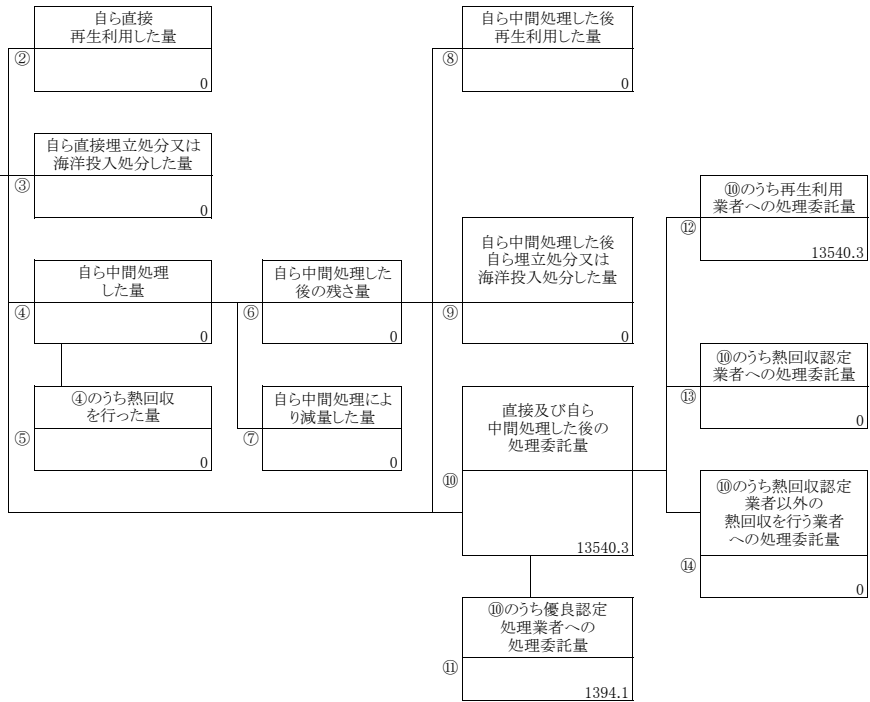 自ら直接
再生利用した量
②
0
自ら直接埋立処分又は
海洋投入処分した量
③
0
自ら中間処理
した量
④
0
④のうち熱回収
を行った量
⑤
0
自ら中間処理した
後の残さ量
⑥
0
自ら中間処理によ
り減量した量
⑦
0
自ら中間処理した後
再生利用した量
⑧
0
自ら中間処理した後
自ら埋立処分又は
海洋投入処分した量
⑨
0
直接及び自ら
中間処理した後の
処理委託量
⑩
13540.3
⑩のうち優良認定
処理業者への
処理委託量
⑪
1394.1
⑩のうち再生利用
業者への処理委託量
⑫
13540.3
⑩のうち熱回収認定
業者への処理委託量
⑬
0
⑩のうち熱回収認定
業者以外の
熱回収を行う業者
への処理委託量
⑭
0